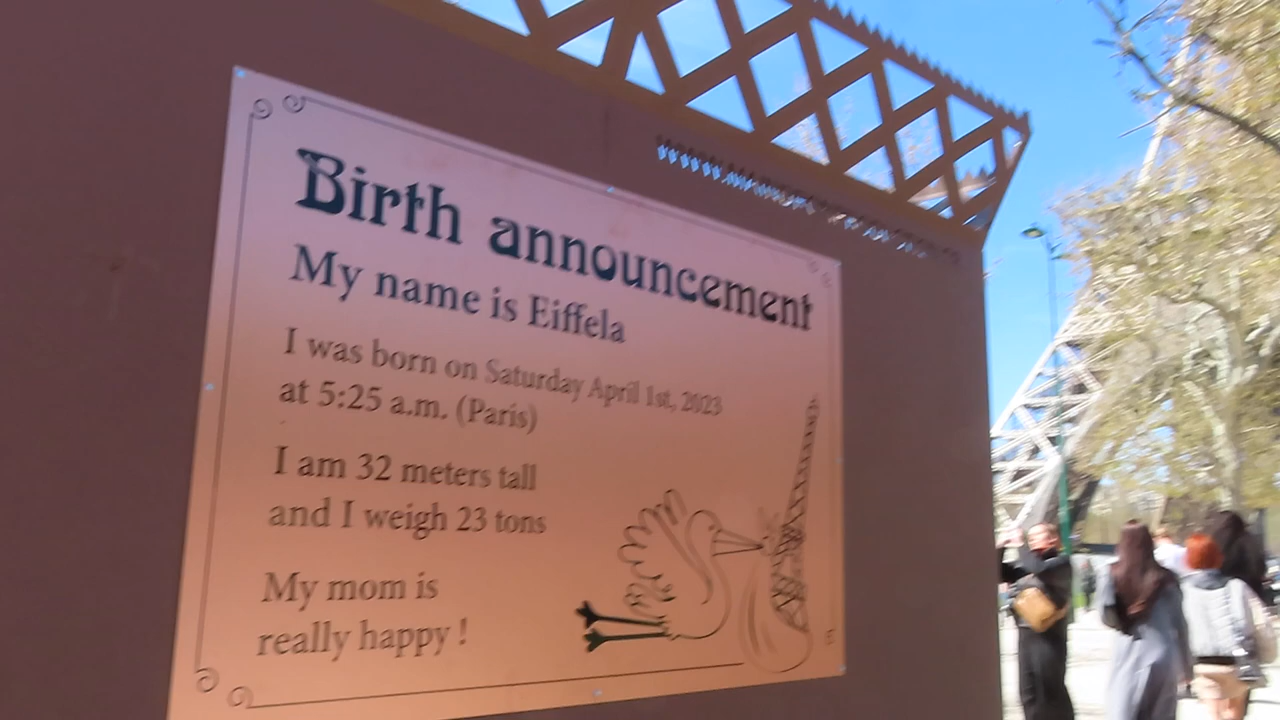 Birth announcement
My name is Eiffela
I was born on Saturday April 1st, 2023
at 5:25 a.m. (Paris)
I am 32 meters tall
and I weigh 23 tons
My mom is
really happy !